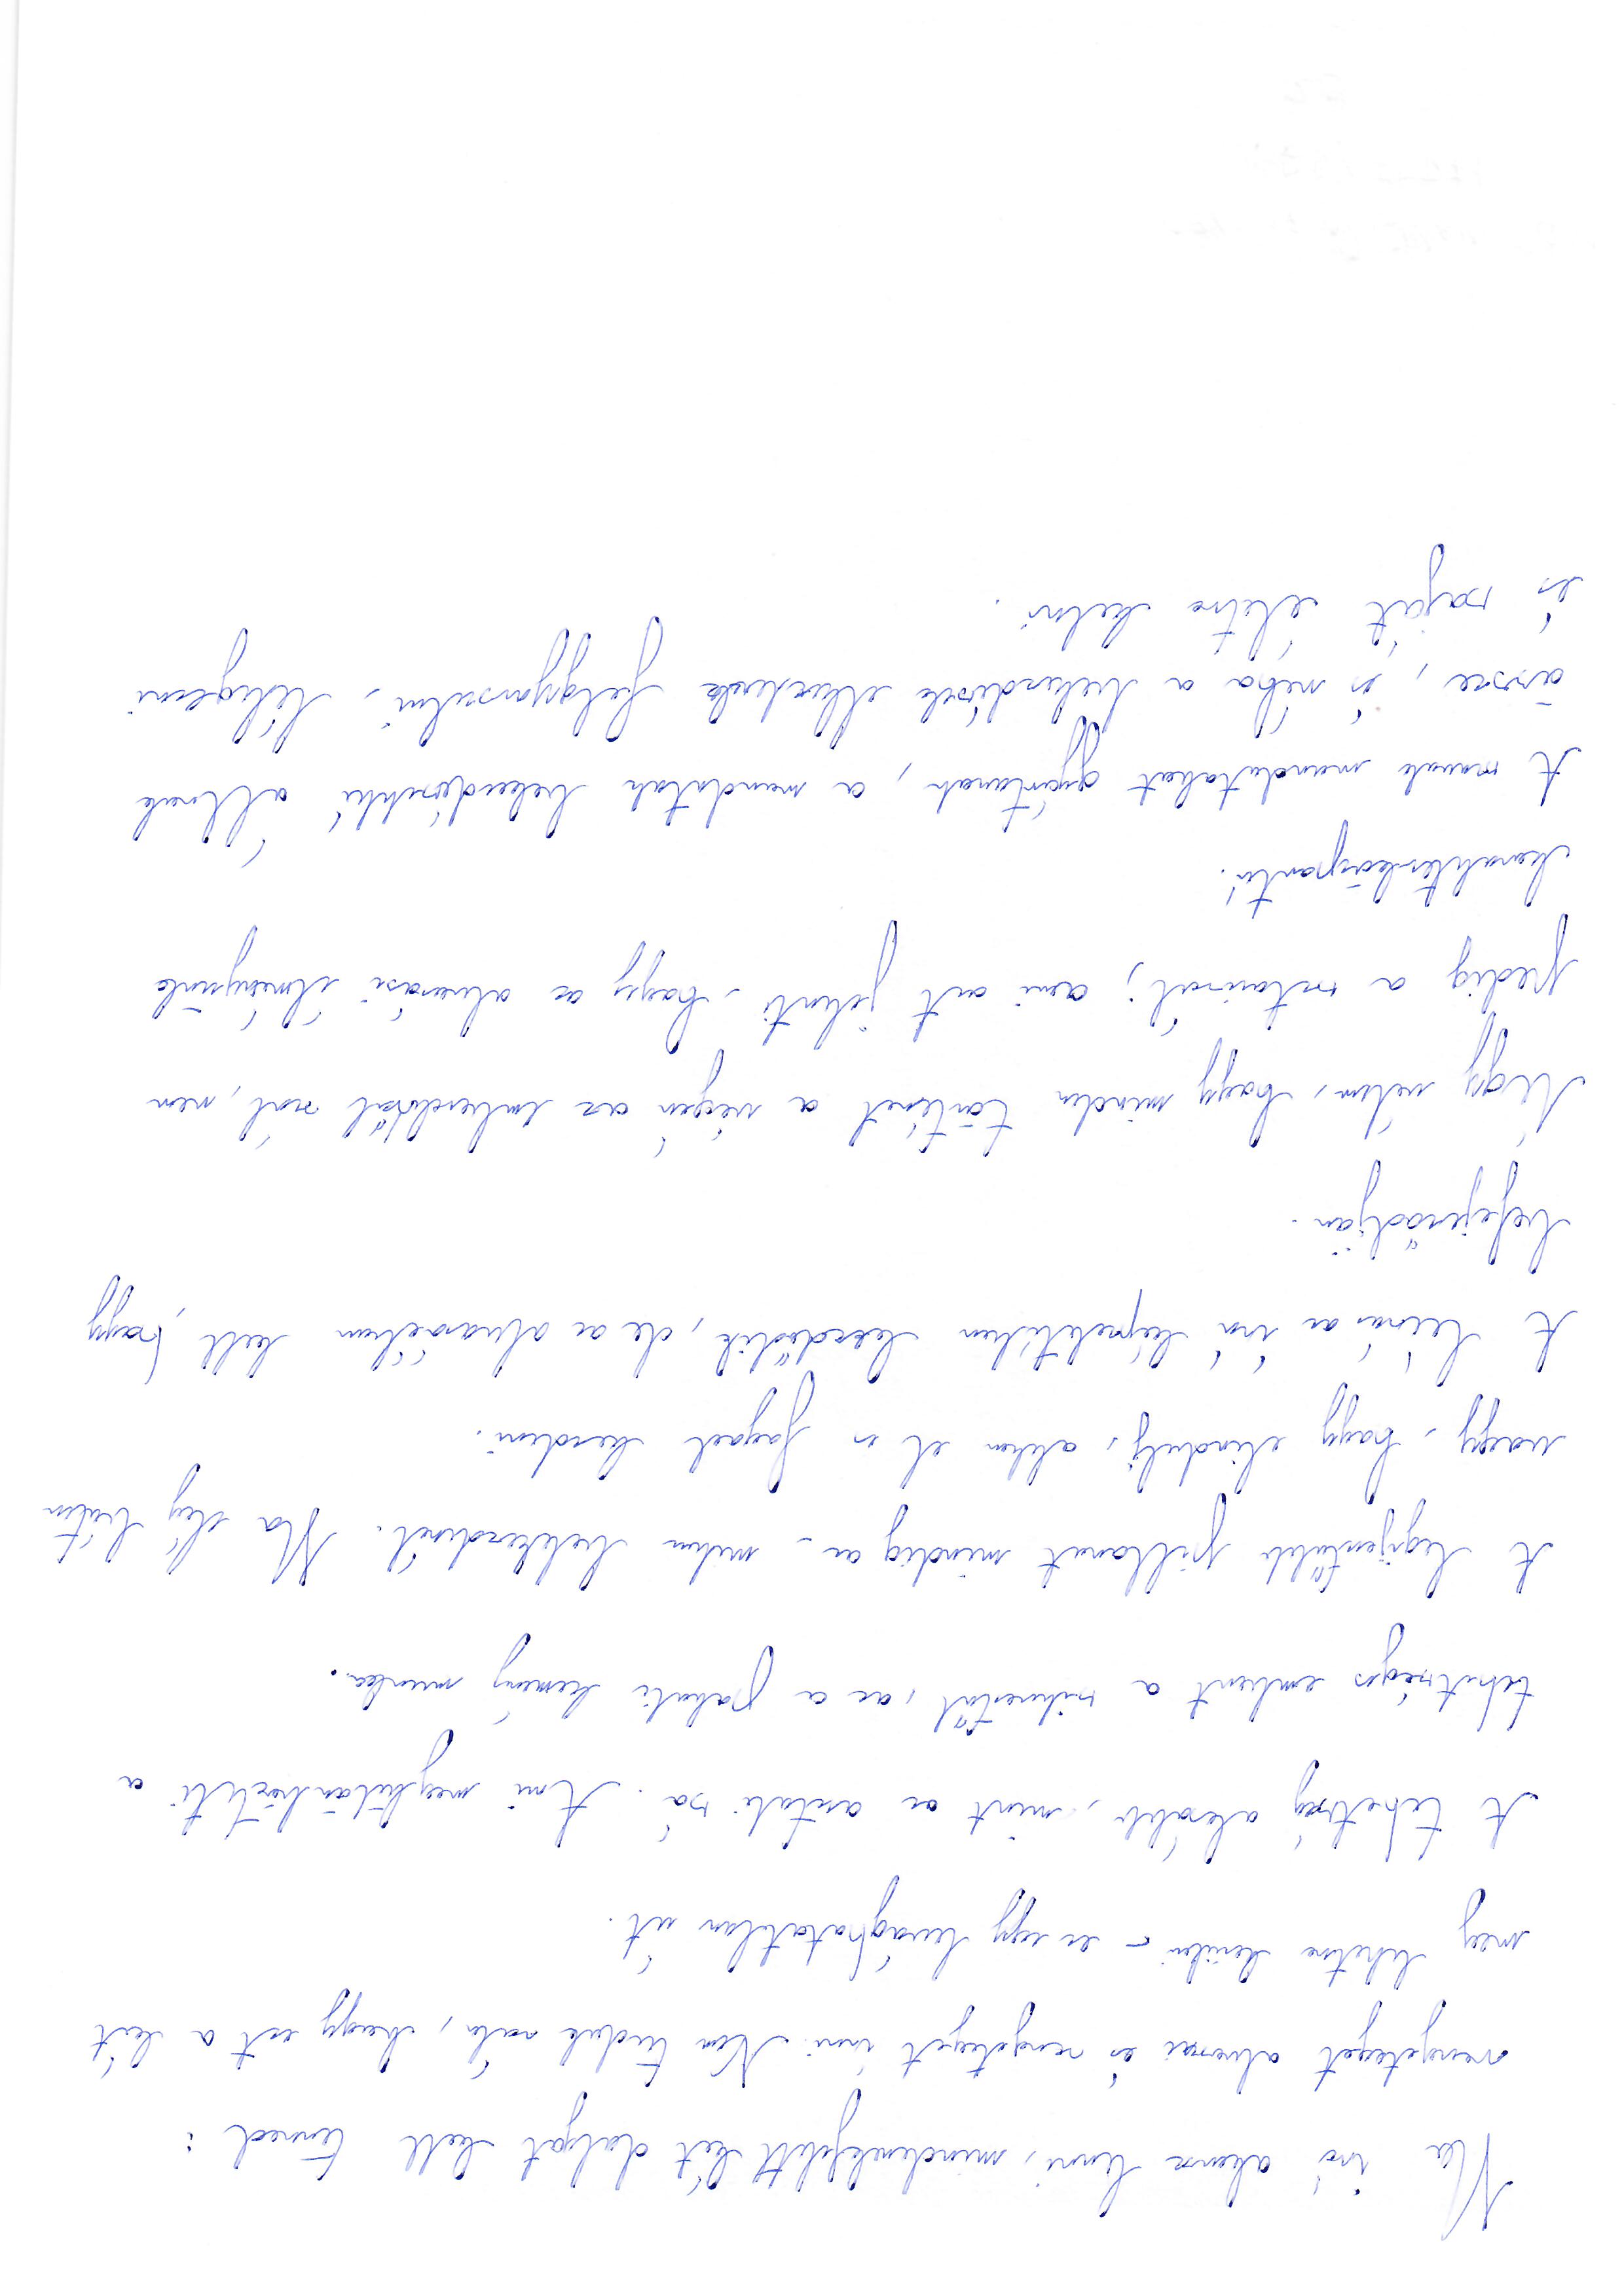 Ha író akarsz lenni, mindenekfelett két dolgot kell tenned:
rengeteget olvasni és rengeteget írni. Nem tudok róla, hogy ezt a két
meg lehetne kerülni - ez egy levághatatlan út.
A tehetség olcsóbb, mint az asztali só. Ami megkülönbözteti a
tehetséges embert a sikerestől, az a pokoli kemény munka.
A legijesztőbb pillanat mindig az, mikor belekezdenél. Ha elég bátor
vagy, hogy elindulj, akkor el is fogod kezdeni.
A leírás az író képzeletében kezdődik, de az olvasóéban kell, hogy
befejeződjön.
Úgy vélem, hogy minden történet a végén az emberekről szól, nem
pedig a sztoriról; ami azt jelenti, hogy az olvasási élményünk
karakterközpontú.
A szavak mondatokat gyártanak, a mondatok bekezdésekké állnak
össze, és néha a bekezdések elkezdenek felgyorsulni, lélegezni
és saját életre kelni.